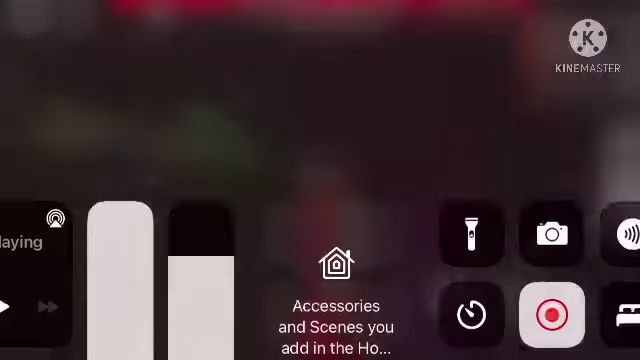 KINEMASTER
laying
Accessories
and Scenes you
add in the Ho...